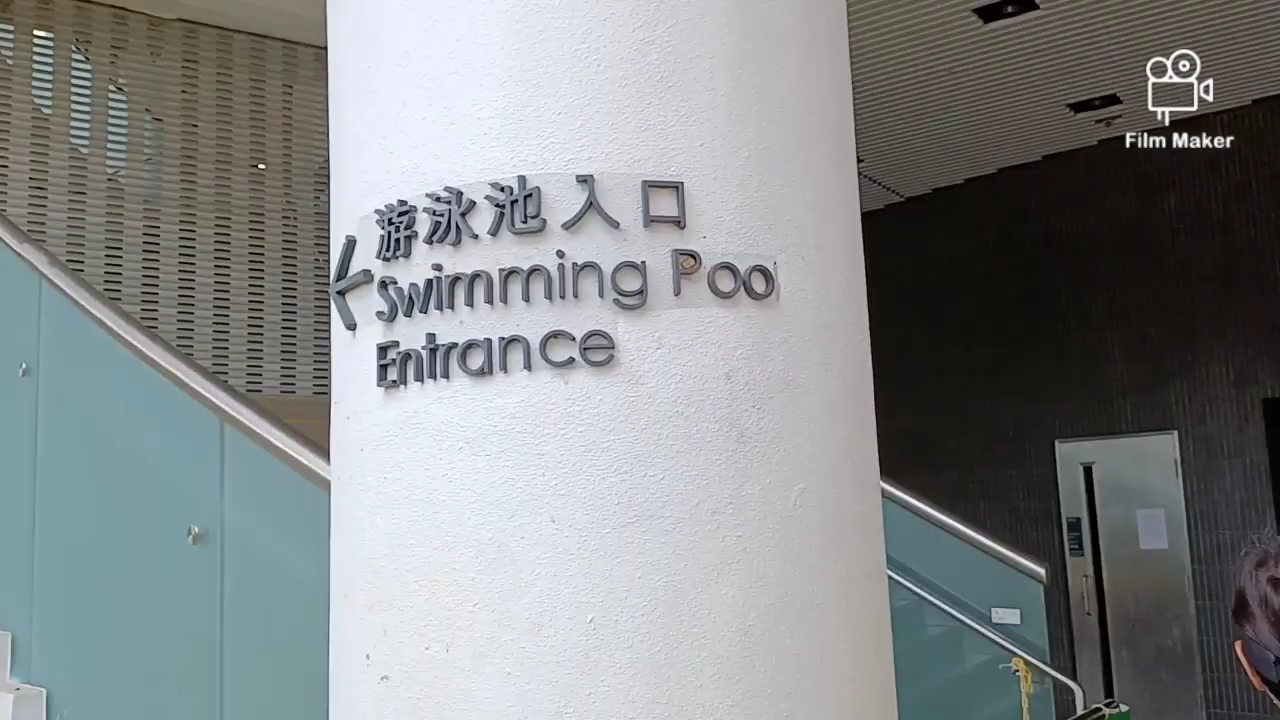 游泳池入口
Swimming Pool
Entrance
Film Maker